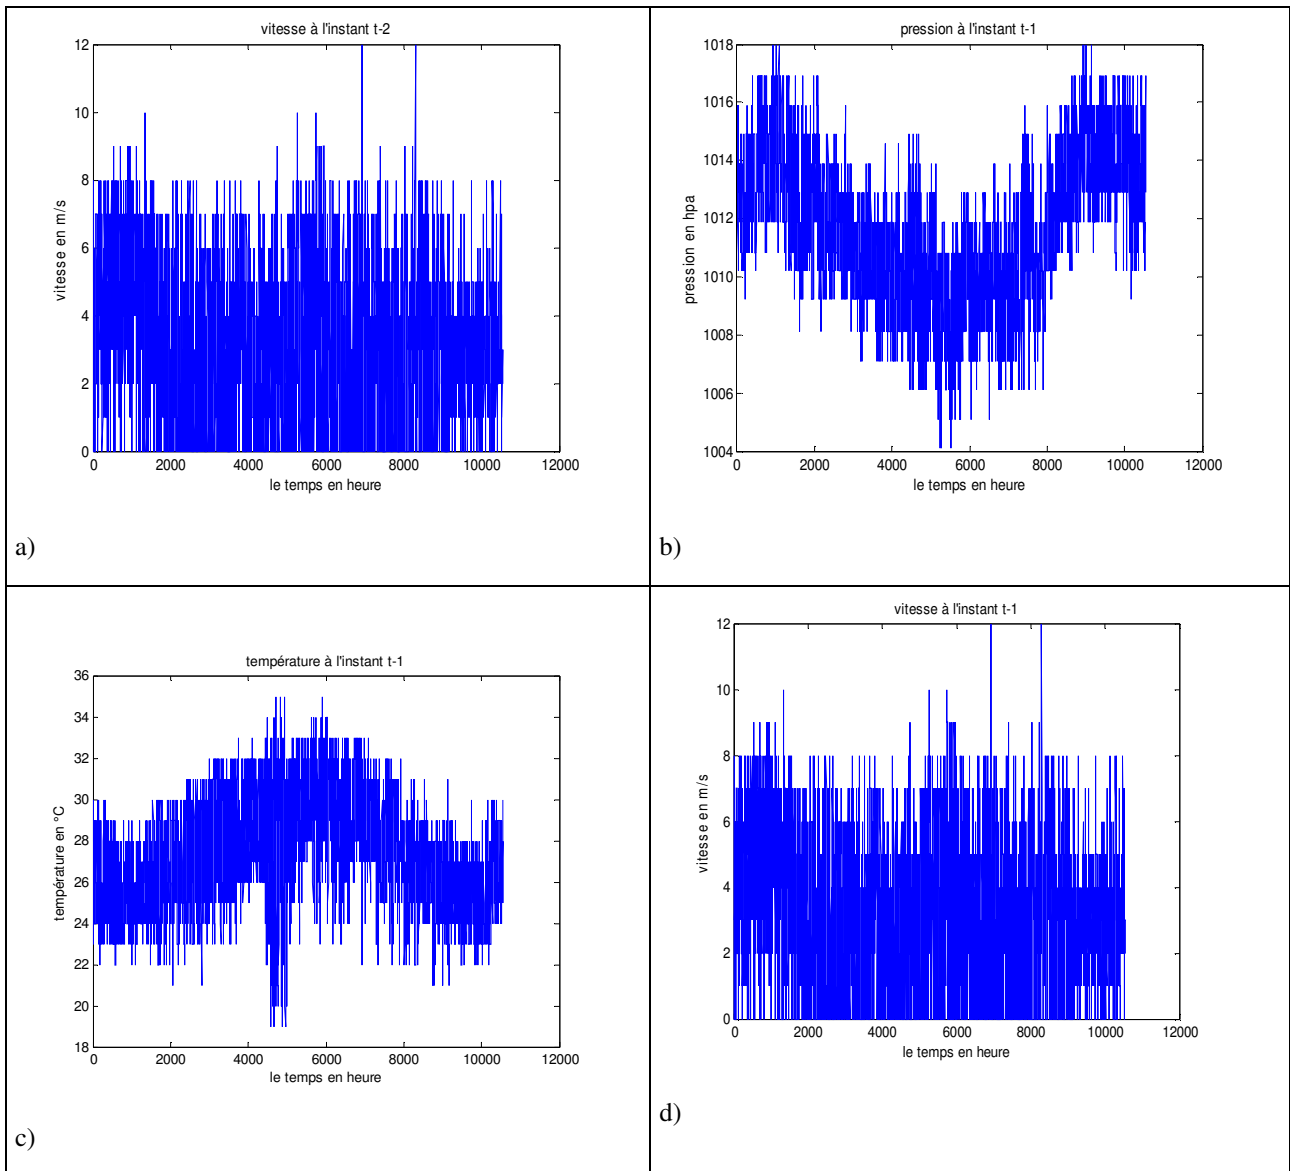 vitesse à l'instant t-2
12
10
8
6
4
2
0
vitesse en m/s
0 2000 4000 6000 8000 10000 12000
le temps en heure
a)
pression à l'instant t-1
1018
1016
1014
1012
1010
1008
1006
1004
pression en hpa
0 2000 4000 6000 8000 10000 12000
le temps en heure
b)
température à l'instant t-1
36
34
32
30
28
26
24
22
20
18
température en °C
0 2000 4000 6000 8000 10000 12000
le temps en heure
c)
vitesse à l'instant t-1
12
10
8
6
4
2
0
vitesse en m/s
0 2000 4000 6000 8000 10000 12000
le temps en heure
d)